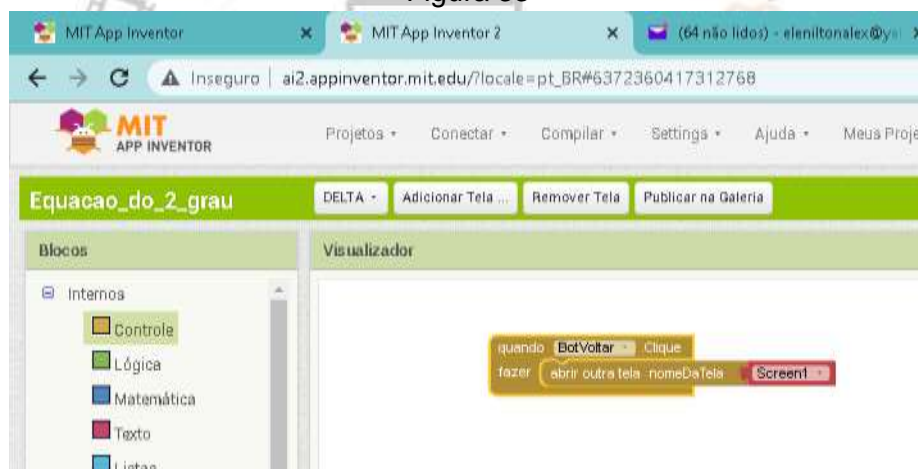 MIT App Inventor
MIT App Inventor 2
(64 não lidos) - eleniltonalex@y
Inseguro ai2.appinventor.mit.edu/?locale=pt_BR#6372360417312768
MIT APP INVENTOR
Projetos Conectar Compilar Settings Ajuda Meus Proje
Equacao_do_2_grau DELTA Adicionar Tela ... Remover Tela Publicar na Galeria
Blocos Visualizador
Internos
Controle
Lógica
Matemática
Texto
Listas
quando BotVoltar Clique
fazer abrir outra tela nomeDaTela Screen1